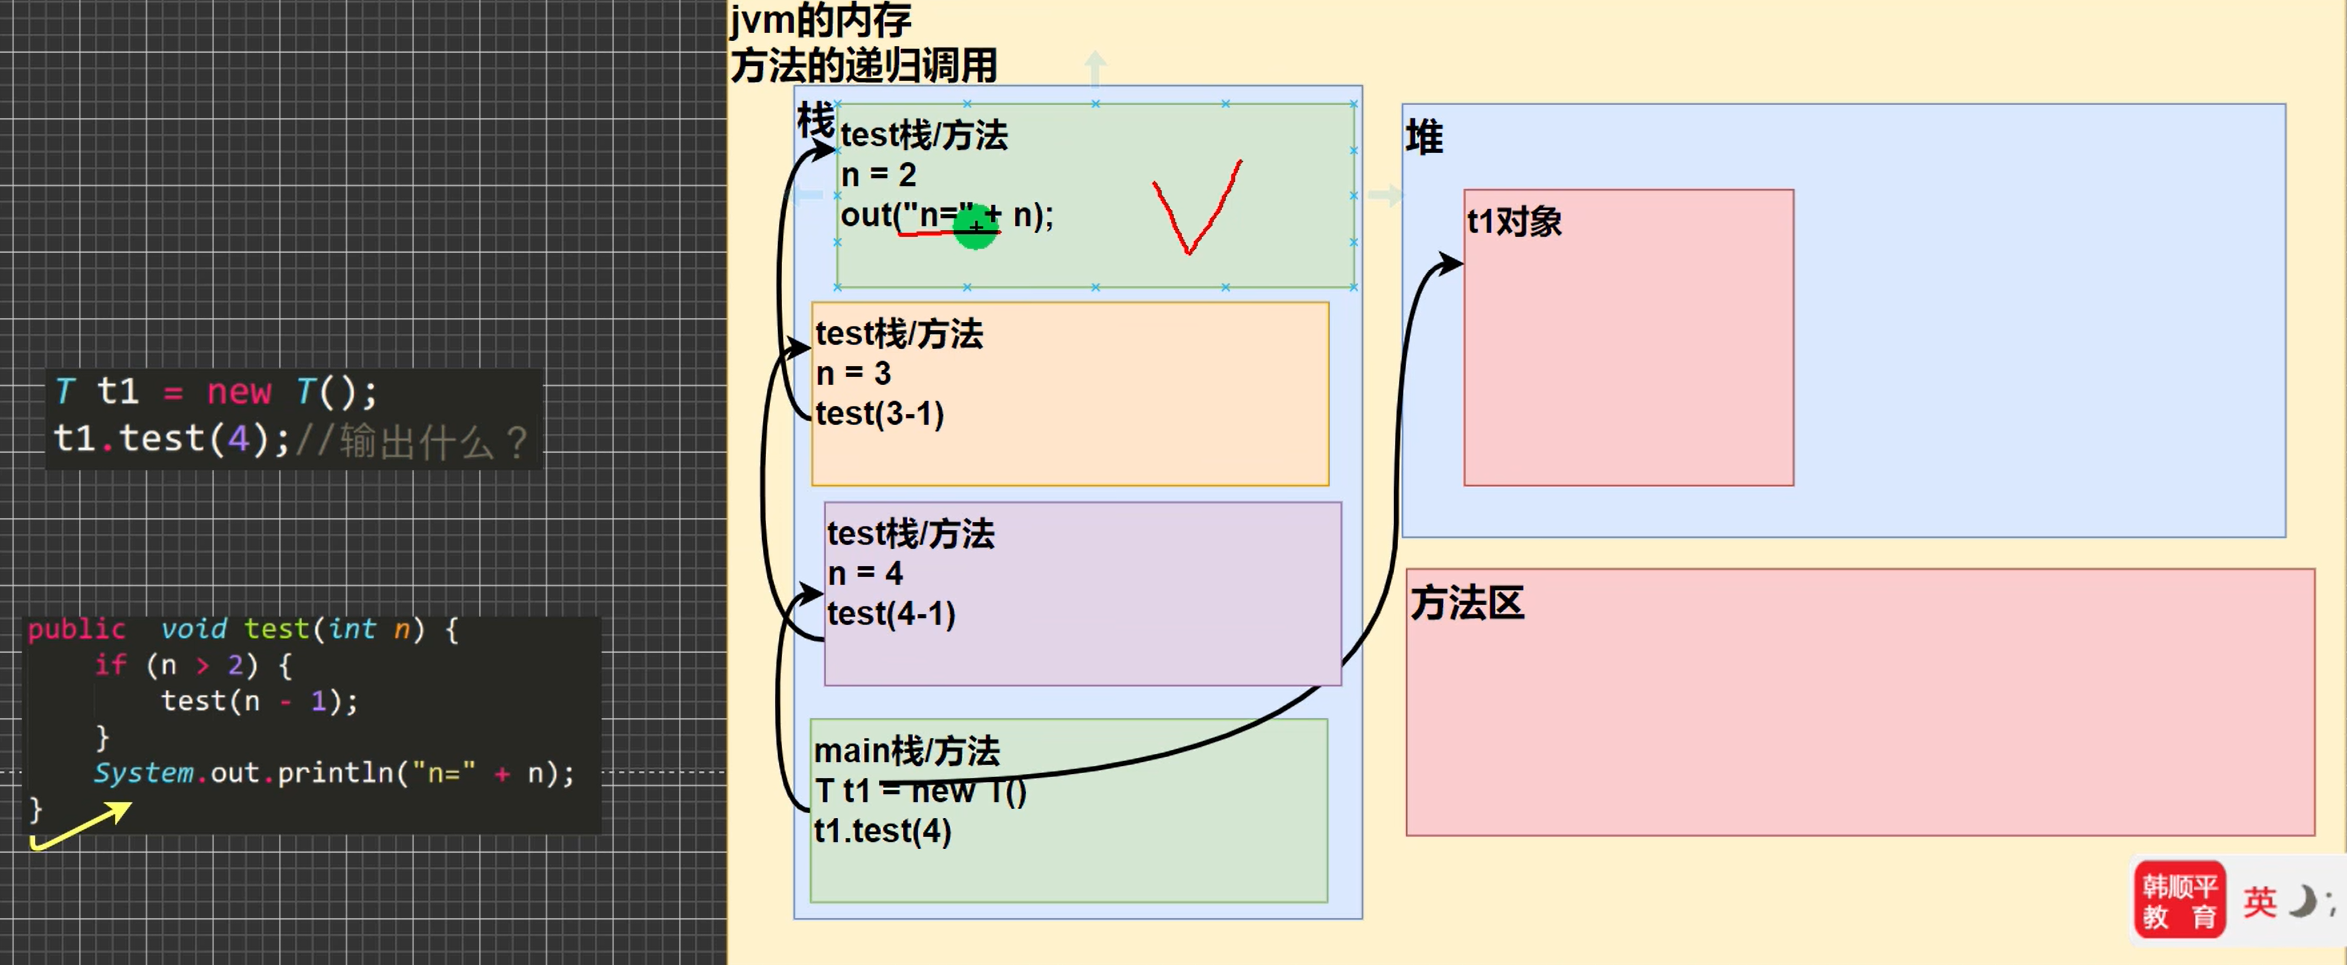 jvm的内存
方法的递归调用
栈
test栈/方法
n = 2
out("n=" + n);
test栈/方法
n = 3
test(3-1)
test栈/方法
n = 4
test(4-1)
main栈/方法
T t1 = new T()
t1.test(4)
堆
t1对象
方法区
T t1 = new T();
t1.test(4);//输出什么？
public  void test(int n) {
if (n > 2) {
test(n - 1);
}
System.out.println("n=" + n);
}
韩顺平
教 育
英 ;